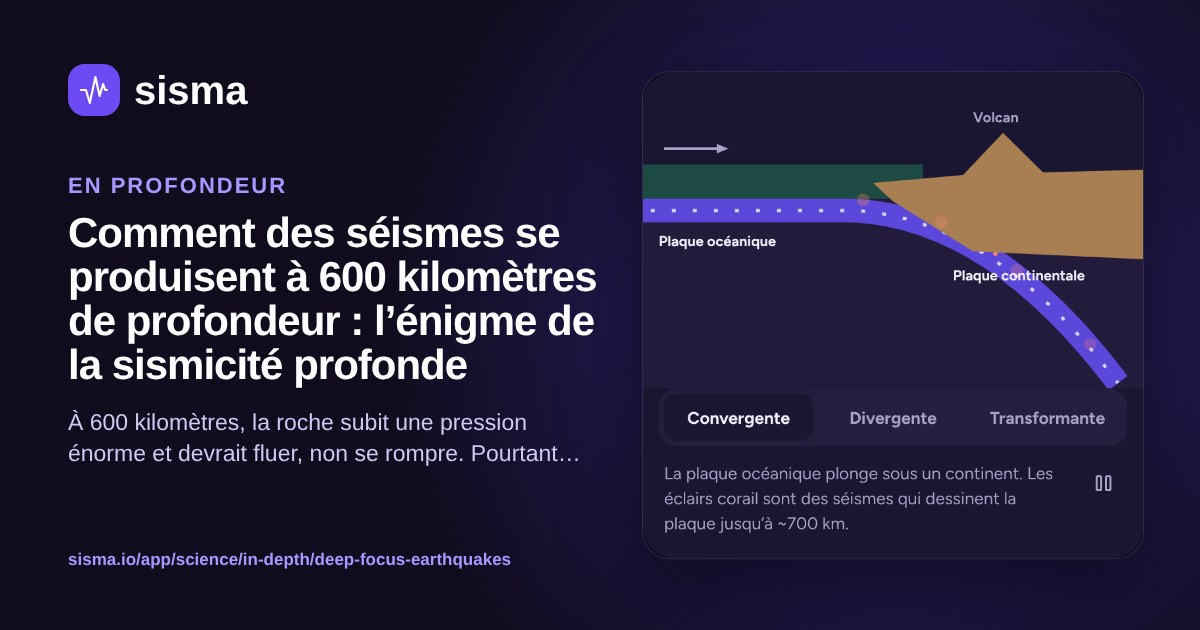 sisma
EN PROFONDEUR
Comment des séismes se
produisent à 600 kilomètres
de profondeur : l’énigme de
la sismicité profonde
À 600 kilomètres, la roche subit une pression
énorme et devrait fluer, non se rompre. Pourtant…
sisma.io/app/science/in-depth/deep-focus-earthquakes
Volcan
Plaque océanique
Plaque continentale
Convergente
Divergente
Transformante
La plaque océanique plonge sous un continent. Les
éclairs corail sont des séismes qui dessinent la
plaque jusqu’à ~700 km.